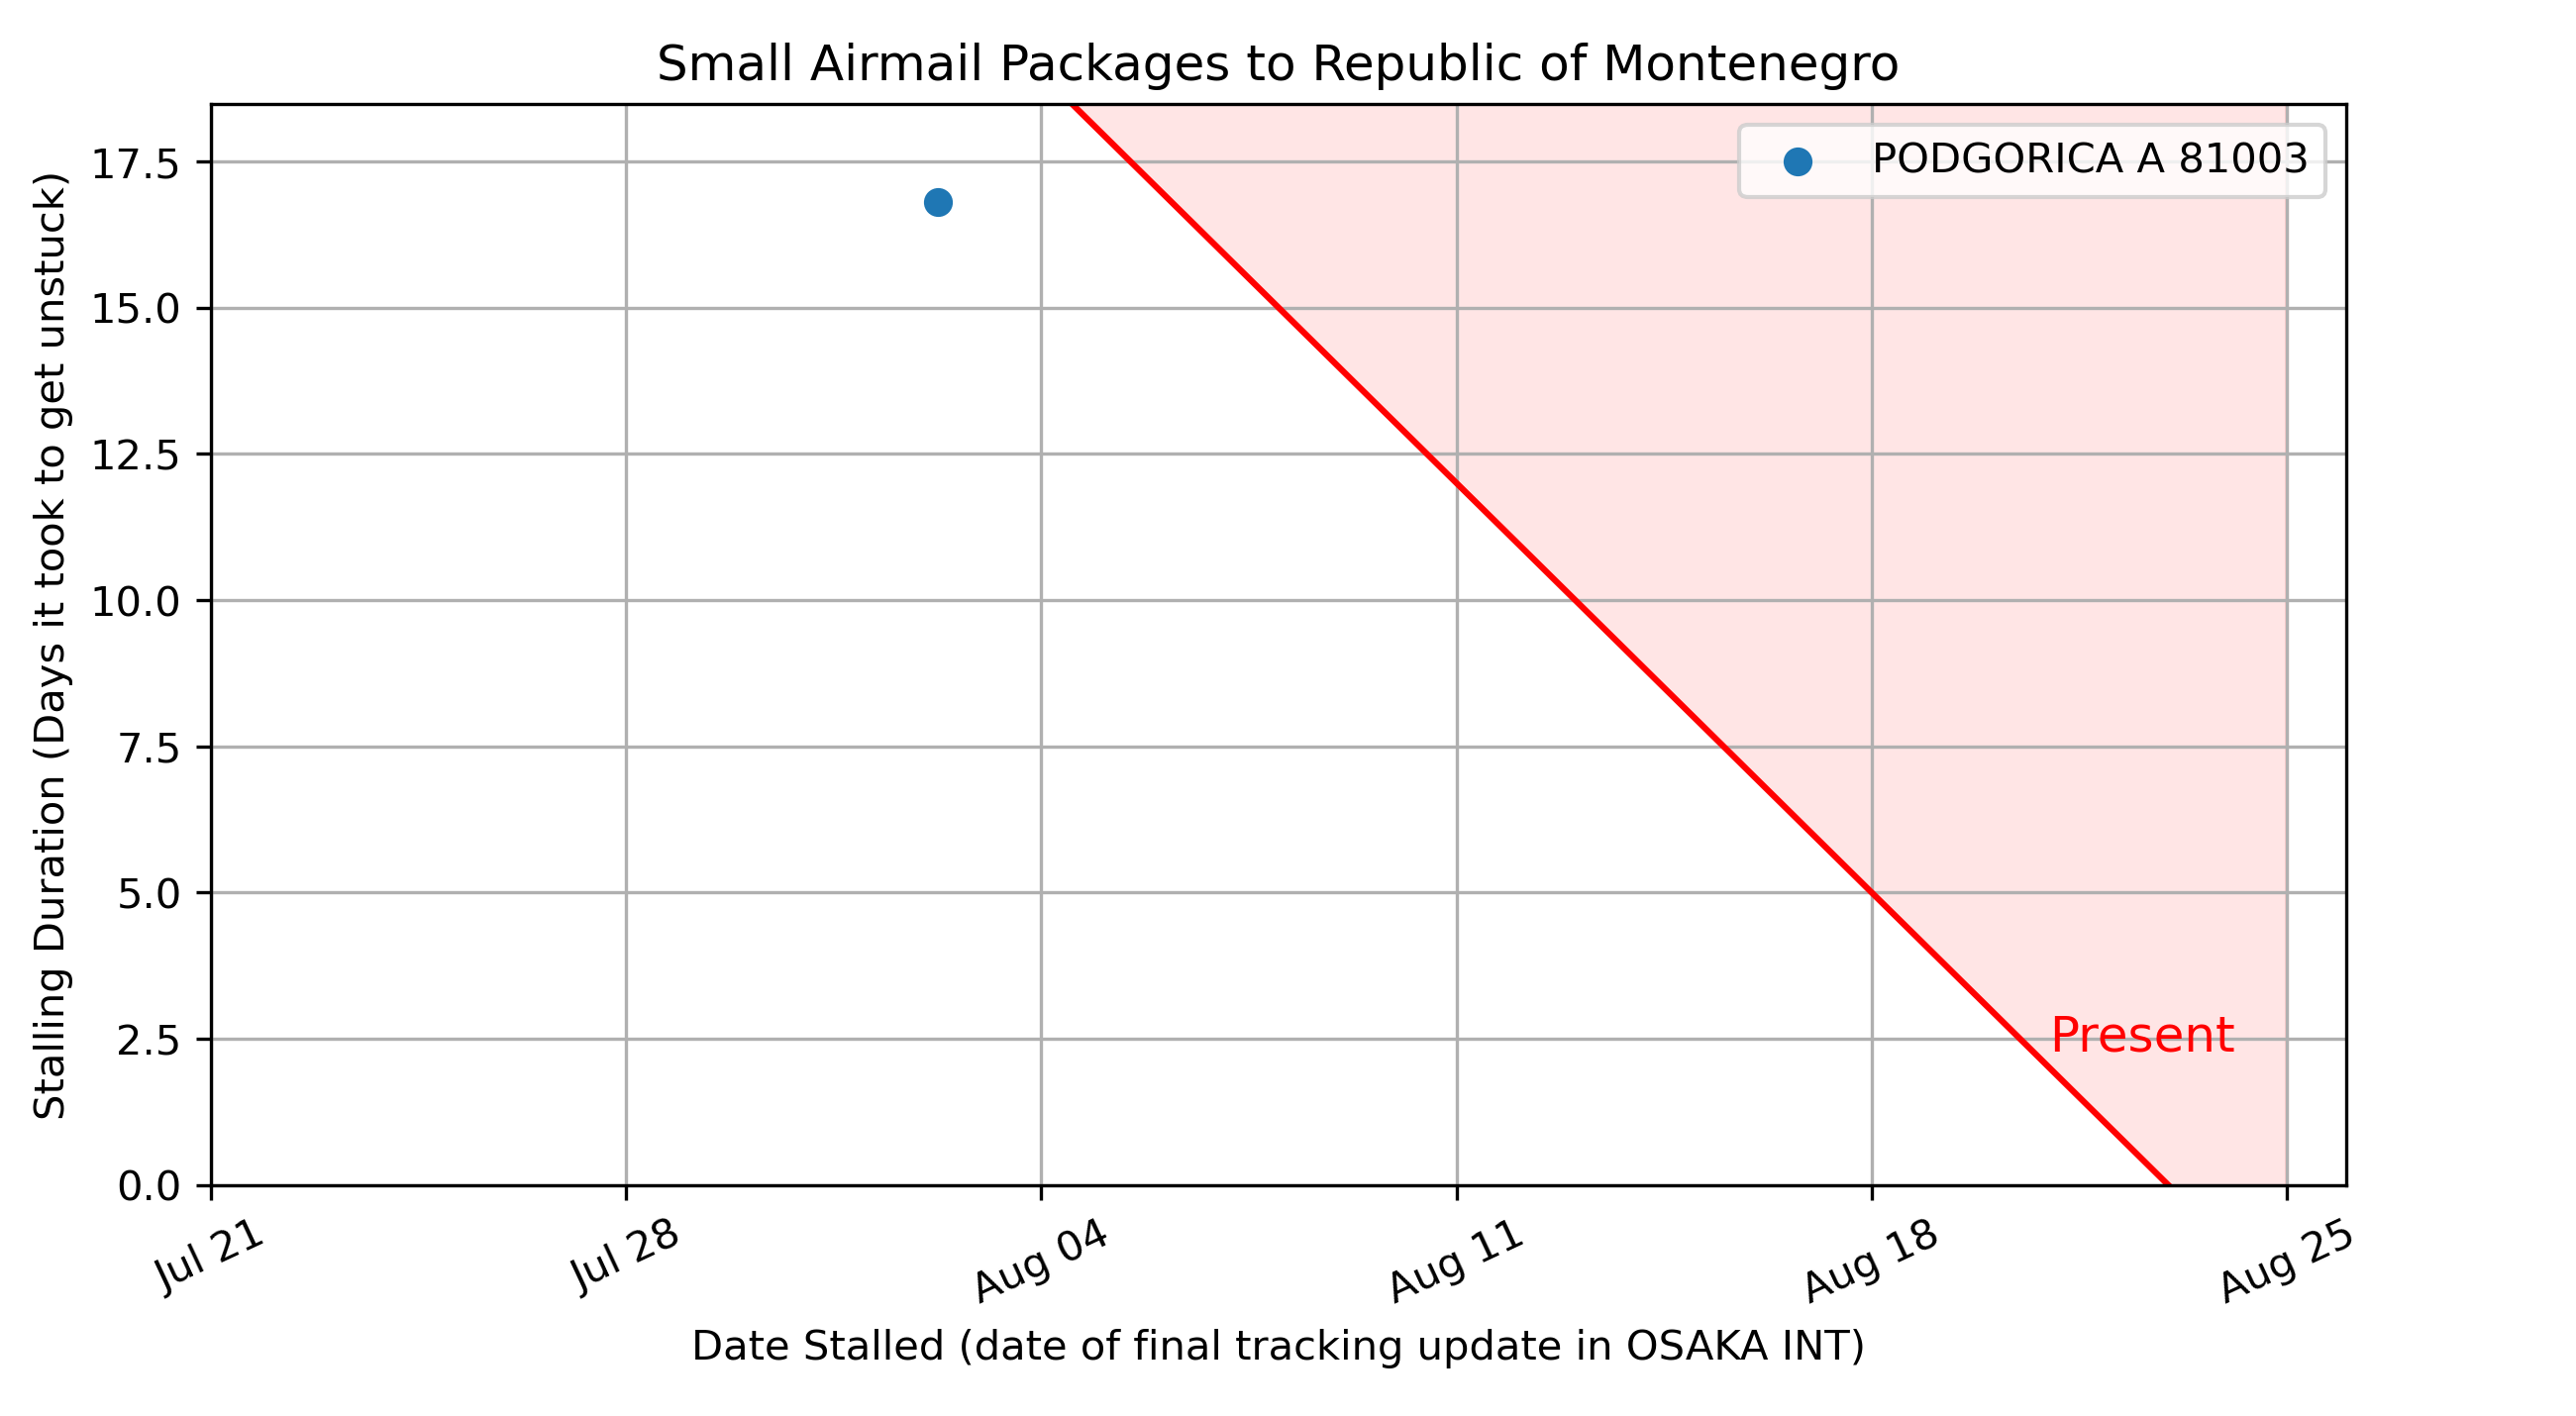 Small Airmail Packages to Republic of Montenegro
PODGORICA A 81003
Stalling Duration (Days it took to get unstuck)
17.5
15.0
12.5
10.0
7.5
5.0
2.5
0.0
Present
Jul 21
Jul 28
Aug 04
Aug 11
Aug 18
Aug 25
Date Stalled (date of final tracking update in OSAKA INT)